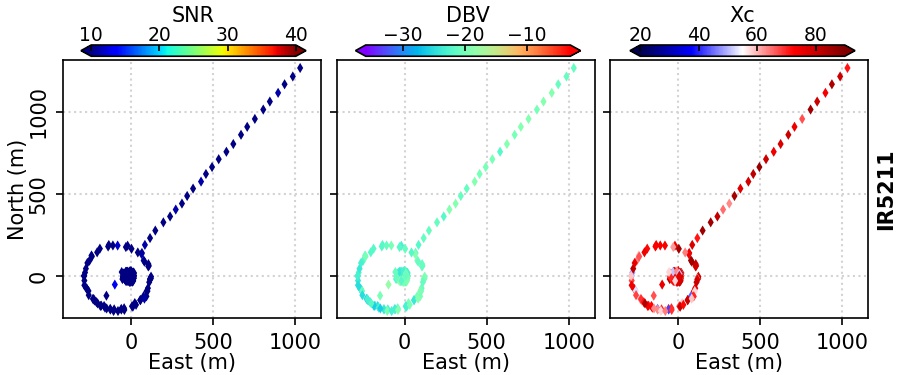 SNR DBV Xc
10 20 30 40 −30 −20 −10 20 40 60 80
North (m)
1000
500
0
IR5211
0 500 1000 0 500 1000 0 500 1000
East (m) East (m) East (m)